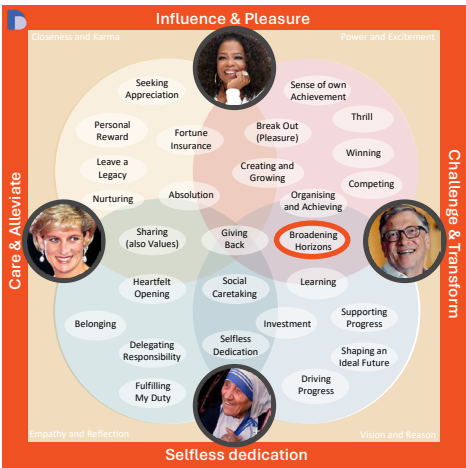 Influence & Pleasure
Closeness and Karma
Power and Excitement
Seeking
Appreciation
Sense of own
Achievement
Thrill
Personal
Reward
Fortune
Insurance
Break Out
(Pleasure)
Winning
Leave a
Legacy
Creating and
Growing
Competing
Nurturing
Absolution
Organising
and Achieving
Care & Alleviate
Challenge & Transform
Sharing
(also Values)
Giving
Back
Broadening
Horizons
Heartfelt
Opening
Social
Caretaking
Learning
Belonging
Investment
Supporting
Progress
Delegating
Responsibility
Selfless
Dedication
Shaping an
Ideal Future
Fulfilling
My Duty
Driving
Progress
Empathy and Reflection
Vision and Reason
Selfless dedication